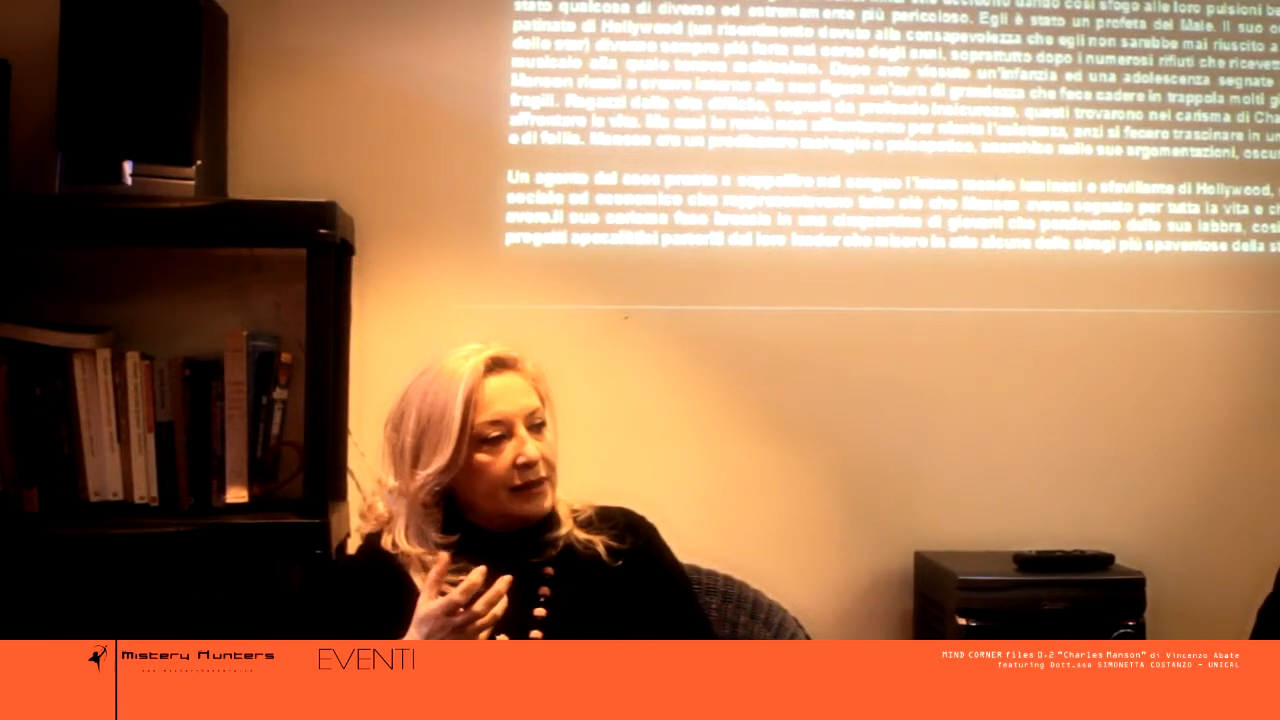 stato qualcosa di diverso ed estremamente più pericoloso. Egli è stato un profeta del Male. Il suo
patinato di Hollywood (un risentimento dovuto alla consapevolezza che egli non sarebbe mai riuscito a
delle star) divenne sempre più forte nel corso degli anni, soprattutto dopo i numerosi rifiuti che ricevette
musicale alla quale teneva moltissimo. Dopo aver vissuto un'infanzia ed una adolescenza segnate
Manson riuscì a creare intorno alla sua figura un'aura di grandezza che fece cadere in trappola molti
fragili. Ragazzi dalla vita difficile, segnati da profonde insicurezze, questi trovarono nel carisma di
affrontare la vita. Ma così in realtà non affrontarono per niente l'esistenza, anzi si fecero trascinare in
e di follia. Manson era un predicatore malvagio e psicopatico, anarchico nelle sue argomentazioni,
Un agente del caos pronto a seppellire nel sangue l'intero mondo luminoso e sfavillante di Hollywood,
sociale ed economico che rappresentavano tutto ciò che Manson aveva sognato per tutta la vita e
avere.Il suo carisma fece breccia in una cinquantina di giovani che pendevano dalle sue labbra,
progetti apocalittici partoriti dal loro leader che misero in atto alcune delle stragi più spaventose della
Mistery Hunters
EVENTI
MIND CORNER files 0.2 "Charles Manson" di Vincenzo Abate
featuring Dott.ssa SIMONETTA COSTANZO - UNICAL